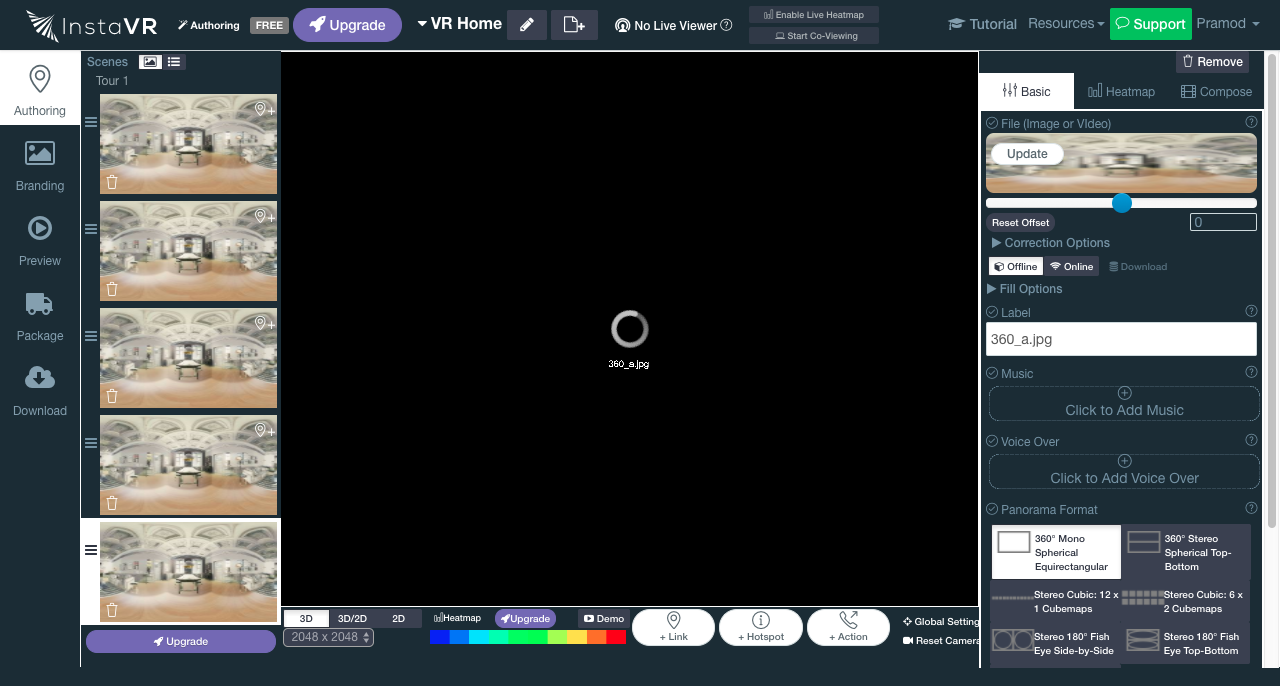 InstaVR
Authoring
FREE
Upgrade
VR Home
No Live Viewer
Enable Live Heatmap
Start Co-Viewing
Tutorial
Resources
Support
Pramod
Authoring
Branding
Preview
Package
Download
Scenes
Tour 1
Upgrade
360_a.jpg
3D
3D/2D
2D
2048 x 2048
Heatmap
Upgrade
Demo
+ Link
+ Hotspot
+ Action
Global Setting
Reset Camera
Remove
Basic
Heatmap
Compose
File (Image or VIdeo)
Update
Reset Offset
0
Correction Options
Offline
Online
Download
Fill Options
Label
360_a.jpg
Music
Click to Add Music
Voice Over
Click to Add Voice Over
Panorama Format
360° Mono
Spherical
Equirectangular
360° Stereo
Spherical Top-
Bottom
Stereo Cubic: 12 x
1 Cubemaps
Stereo Cubic: 6 x
2 Cubemaps
Stereo 180° Fish
Eye Side-by-Side
Stereo 180° Fish
Eye Top-Bottom